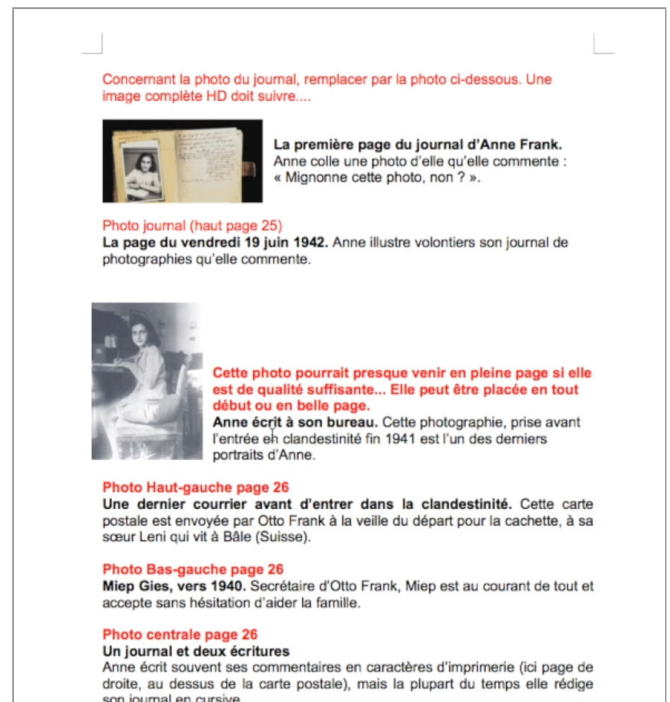 Concernant la photo du journal, remplacer par la photo ci-dessous. Une
image complète HD doit suivre....
La première page du journal d'Anne Frank.
Anne colle une photo d'elle qu'elle commente :
« Mignonne cette photo, non ? ».
Photo journal (haut page 25)
La page du vendredi 19 juin 1942. Anne illustre volontiers son journal de
photographies qu'elle commente.
Cette photo pourrait presque venir en pleine page si elle
est de qualité suffisante... Elle peut être placée en tout
début ou en belle page.
Anne écrit à son bureau. Cette photographie, prise avant
l'entrée en clandestinité fin 1941 est l'un des derniers
portraits d'Anne.
Photo Haut-gauche page 26
Une dernier courrier avant d'entrer dans la clandestinité. Cette carte
postale est envoyée par Otto Frank à la veille du départ pour la cachette, à sa
sœur Leni qui vit à Bâle (Suisse).
Photo Bas-gauche page 26
Miep Gies, vers 1940. Secrétaire d'Otto Frank, Miep est au courant de tout et
accepte sans hésitation d'aider la famille.
Photo centrale page 26
Un journal et deux écritures
Anne écrit souvent ses commentaires en caractères d'imprimerie (ici page de
droite, au dessus de la carte postale), mais la plupart du temps elle rédige
son journal en cursive